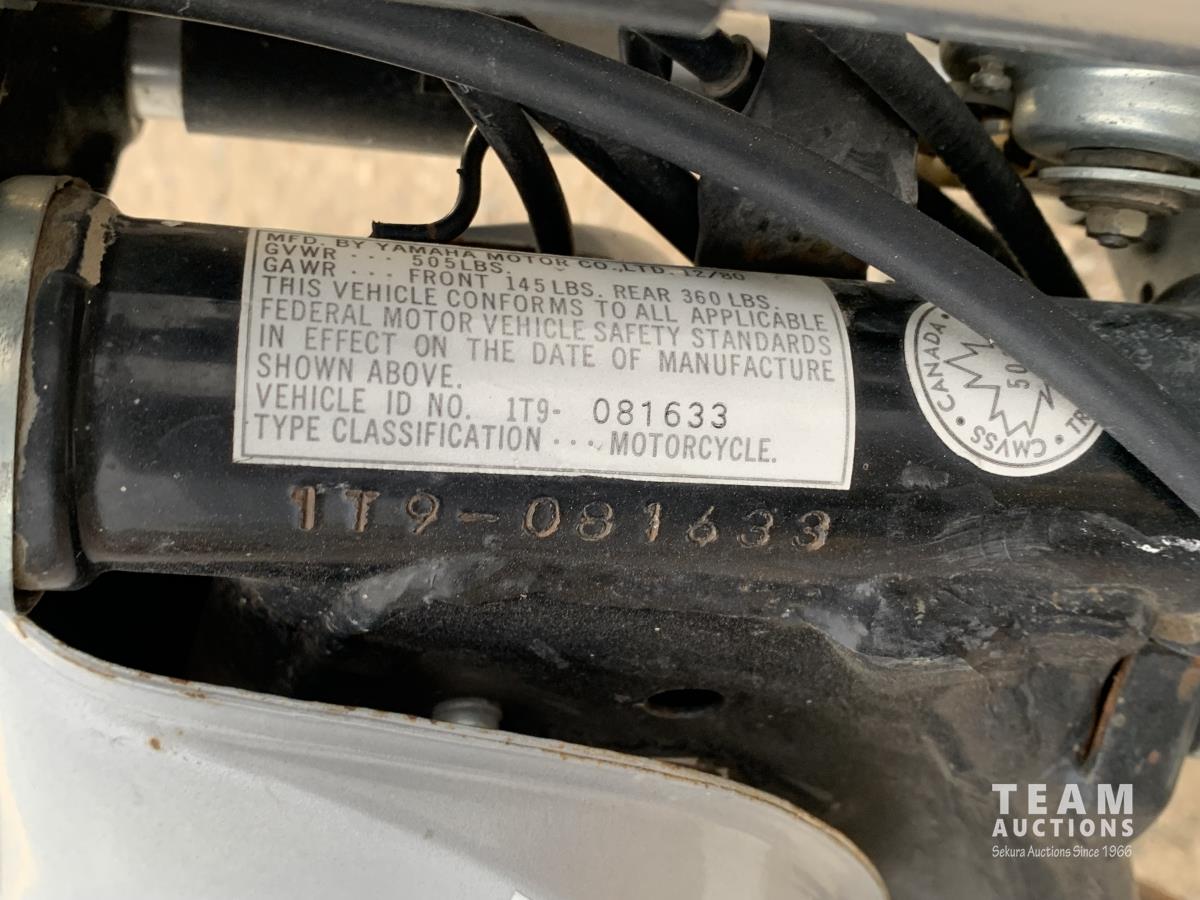 MFD. BY YAMAHA MOTOR CO., LTD. 12/80
GVWR ... 505 LBS.
GAWR ... FRONT 145 LBS. REAR 360 LBS.
THIS VEHICLE CONFORMS TO ALL APPLICABLE
FEDERAL MOTOR VEHICLE SAFETY STANDARDS
IN EFFECT ON THE DATE OF MANUFACTURE
SHOWN ABOVE.
VEHICLE ID NO. 1T9- 081633
TYPE CLASSIFICATION ... MOTORCYCLE.
1T9-081633
CANADA
CMVSS
TEAM
AUCTIONS
Sekura Auctions Since 1966